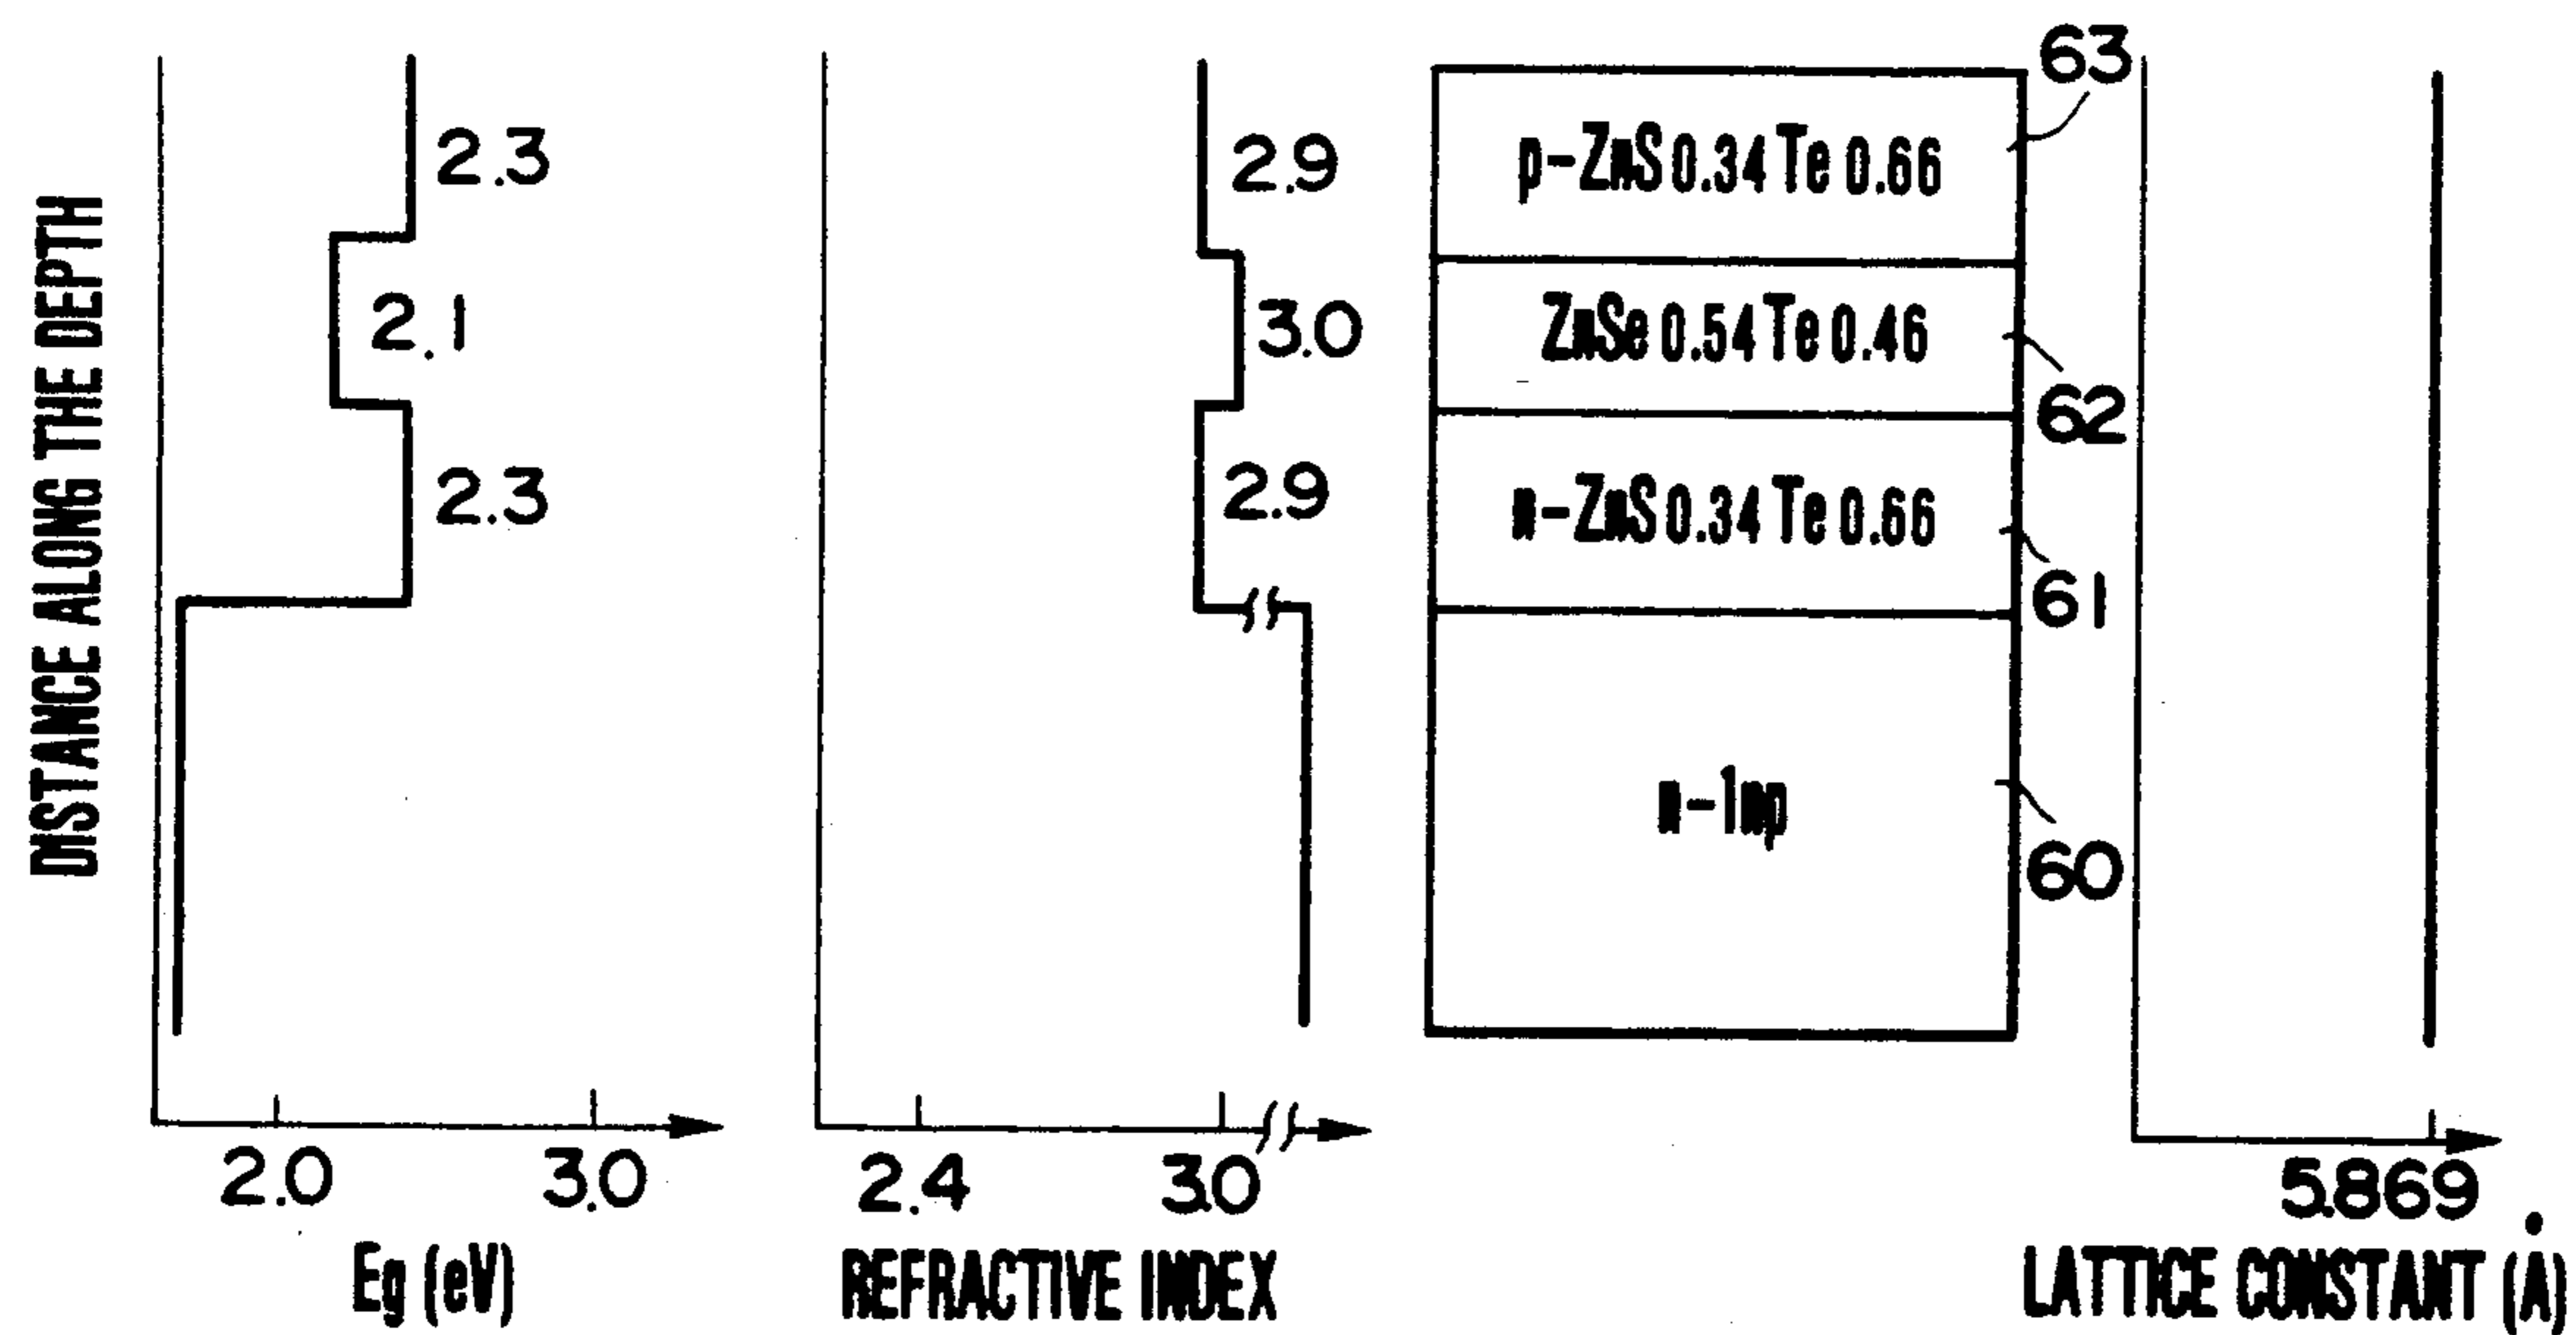 DISTANCE ALONG THE DEPTH
2.3
2.1
2.3
2.0
3.0
Eg (eV)
2.9
3.0
2.9
2.4
3.0
REFRACTIVE INDEX
p-ZnS 0.34 Te 0.66
ZnSe 0.54 Te 0.46
n-ZnS 0.34 Te 0.66
n-Inp
63
62
61
60
5.869
LATTICE CONSTANT (Å)